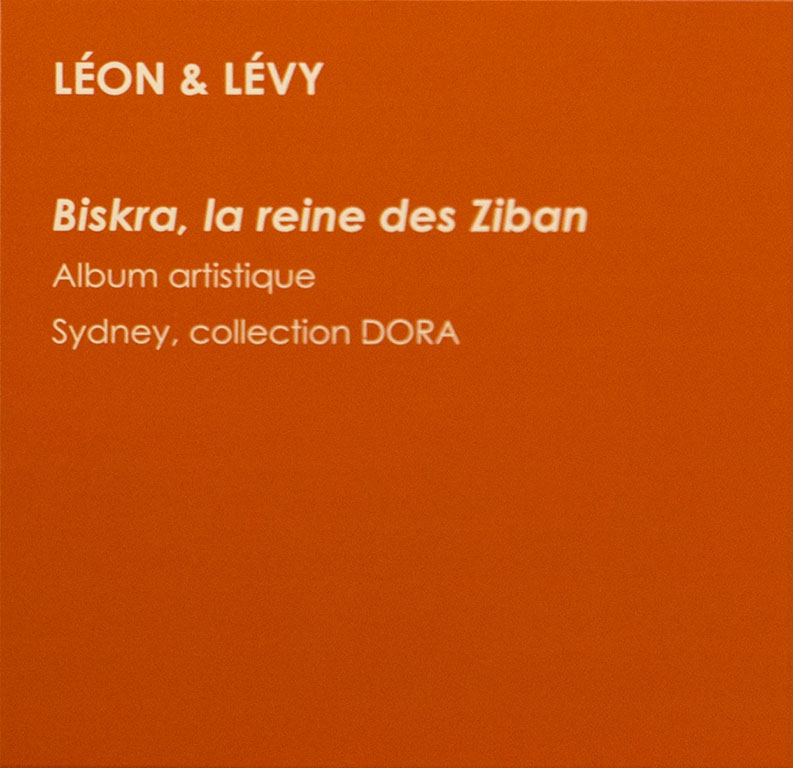 LÉON & LÉVY
Biskra, la reine des Ziban
Album artistique
Sydney, collection DORA